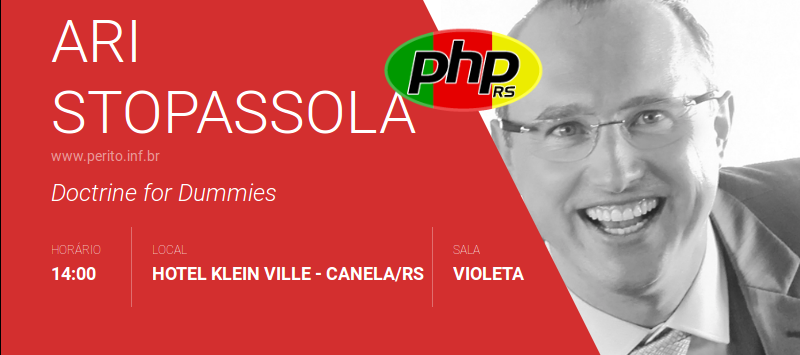 ARI
STOPASSOLA
php
RS
www.perito.inf.br
Doctrine for Dummies
HORÁRIO
14:00
LOCAL
HOTEL KLEIN VILLE - CANELA/RS
SALA
VIOLETA